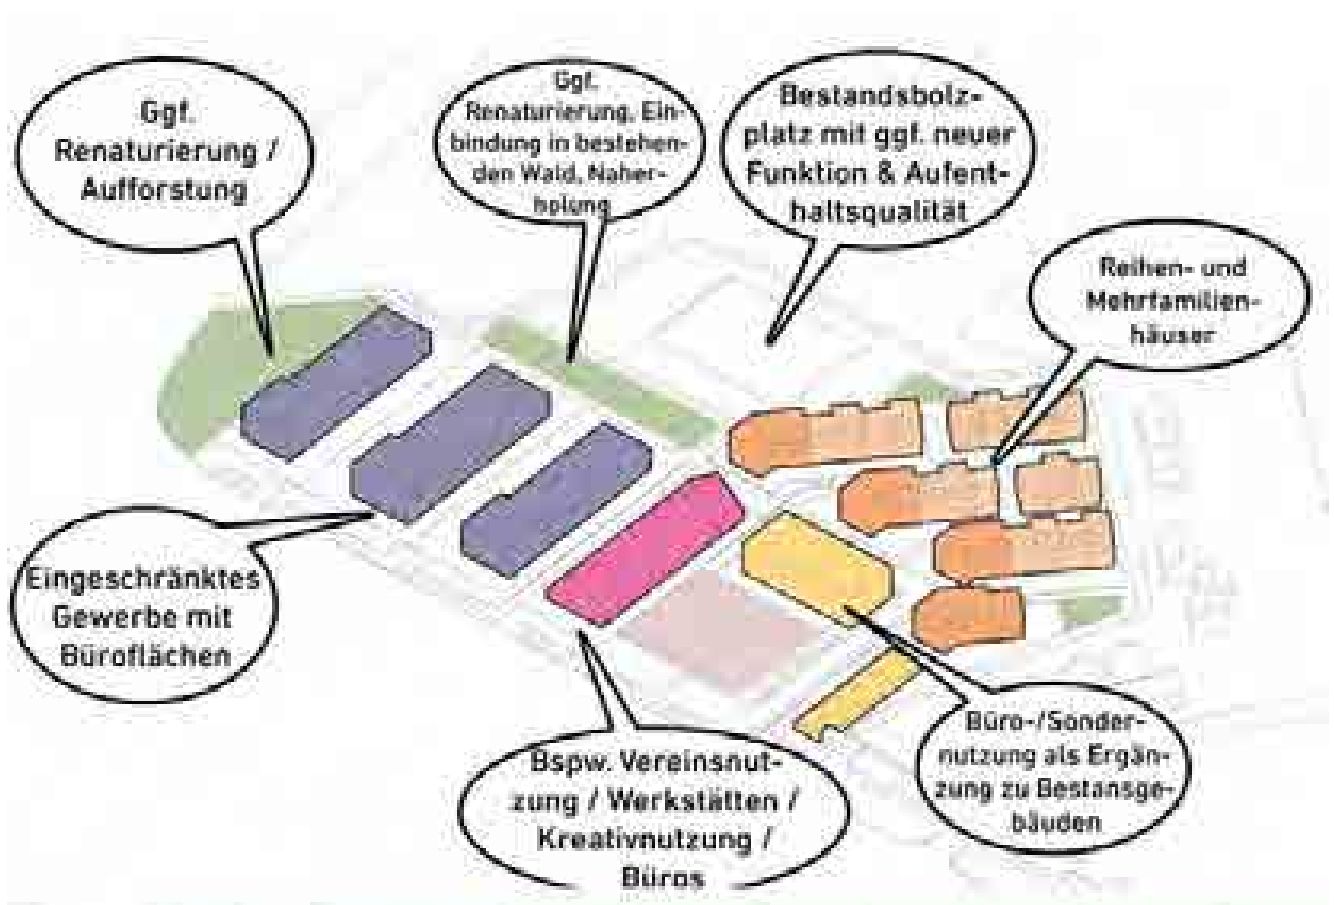 Ggf.
Renaturierung /
Aufforstung
Ggf.
Renaturierung, Ein-
bindung in bestehen-
den Wald, Naher-
holung
Bestandsbolz-
platz mit ggf. neuer
Funktion & Aufent-
haltsqualität
Reihen- und
Mehrfamilien-
häuser
Eingeschränktes
Gewerbe mit
Büroflächen
Bspw. Vereinsnut-
zung / Werkstätten /
Kreativnutzung /
Büros
Büro-/Sonder-
nutzung als Ergän-
zung zu Bestansge-
bäuden